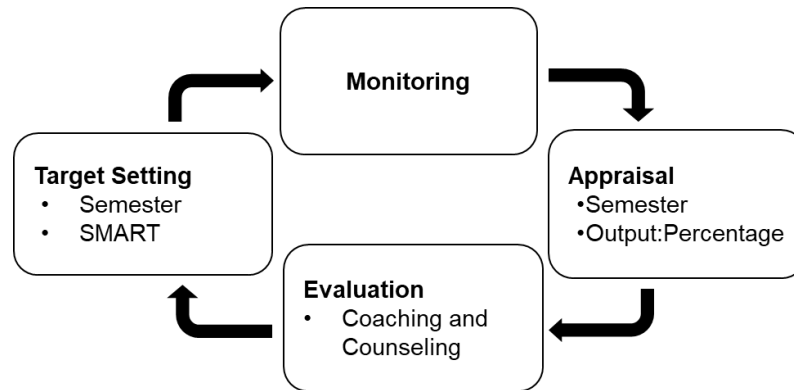 Monitoring
Target Setting
• Semester
• SMART
Appraisal
•Semester
•Output:Percentage
Evaluation
• Coaching and
Counseling